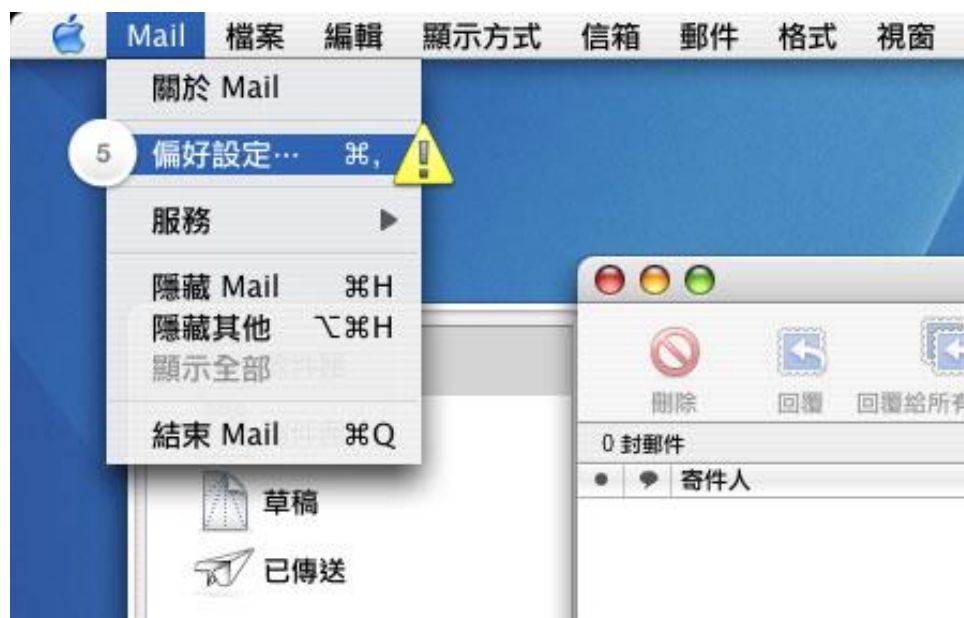 Mail 檔案 編輯 顯示方式 信箱 郵件 格式 視窗
關於 Mail
5 偏好設定… ⌘,
服務
隱藏 Mail ⌘H
隱藏其他 ⌥⌘H
顯示全部
結束 Mail ⌘Q
草稿
已傳送
刪除 回覆 回覆給所有
0 封郵件
寄件人